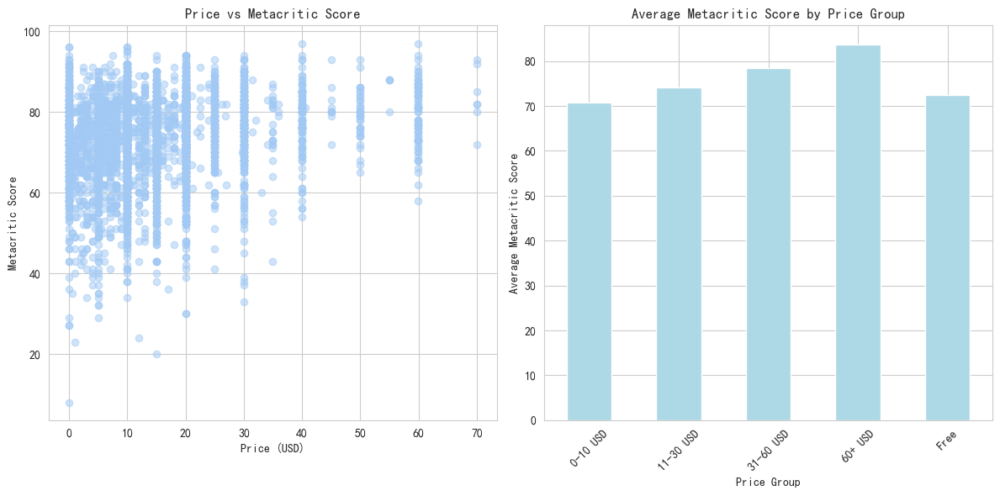 Price vs Metacritic Score
Metacritic Score
100
80
60
40
20
0
10
20
30
40
50
60
70
Price (USD)
Average Metacritic Score by Price Group
Average Metacritic Score
80
70
60
50
40
30
20
10
0
0-10 USD
11-30 USD
31-60 USD
60+ USD
Free
Price Group